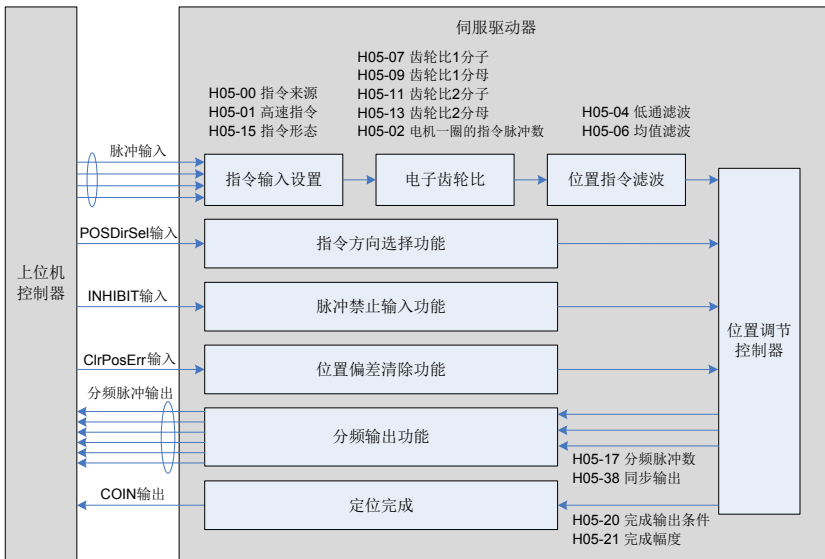 伺服驱动器
H05-07 齿轮比1分子
H05-09 齿轮比1分母
H05-11 齿轮比2分子
H05-13 齿轮比2分母
H05-02 电机一圈的指令脉冲数
H05-00 指令来源
H05-01 高速指令
H05-15 指令形态
H05-04 低通滤波
H05-06 均值滤波
脉冲输入
指令输入设置
电子齿轮比
位置指令滤波
POSDirSel输入
指令方向选择功能
上位机
控制器
INHIBIT输入
脉冲禁止输入功能
位置调节
控制器
ClrPosErr输入
位置偏差清除功能
分频脉冲输出
分频输出功能
H05-17 分频脉冲数
H05-38 同步输出
COIN输出
定位完成
H05-20 完成输出条件
H05-21 完成幅度